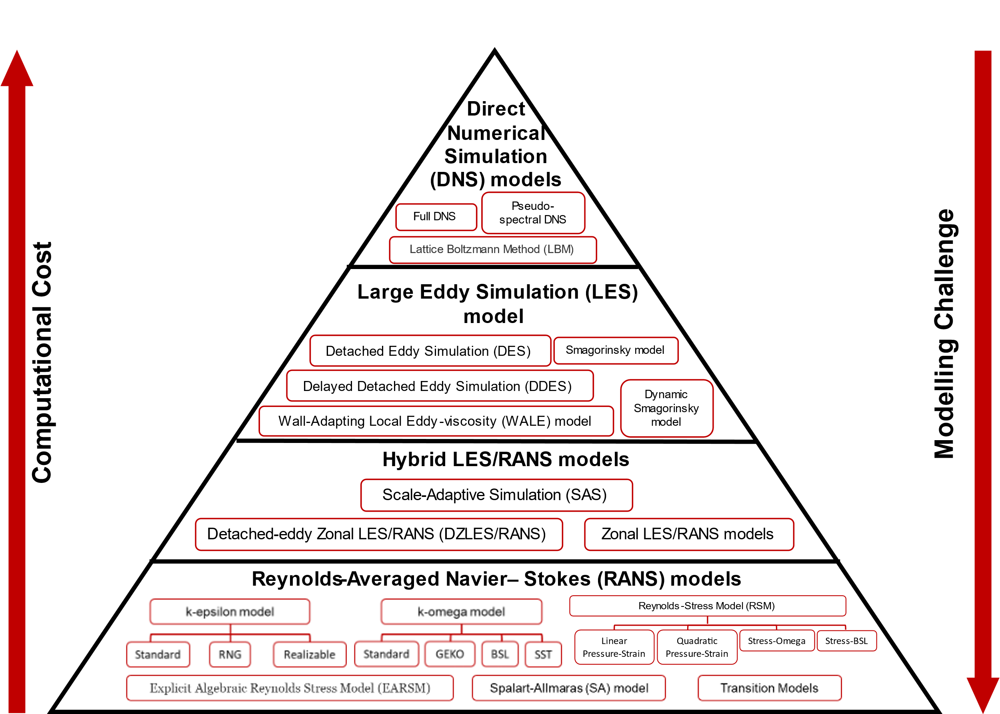 Direct
Numerical
Simulation
(DNS) models
Full DNS
Pseudo-
spectral DNS
Lattice Boltzmann Method (LBM)
Large Eddy Simulation (LES)
model
Detached Eddy Simulation (DES)
Smagorinsky model
Delayed Detached Eddy Simulation (DDES)
Dynamic
Smagorinsky
model
Wall-Adapting Local Eddy-viscosity (WALE) model
Hybrid LES/RANS models
Scale-Adaptive Simulation (SAS)
Detached-eddy Zonal LES/RANS (DZLES/RANS)
Zonal LES/RANS models
Reynolds-Averaged Navier– Stokes (RANS) models
k-epsilon model
Standard
RNG
Realizable
k-omega model
Standard
GEKO
BSL
SST
Reynolds-Stress Model (RSM)
Linear
Pressure-Strain
Quadratic
Pressure-Strain
Stress-Omega
Stress-BSL
Explicit Algebraic Reynolds Stress Model (EARSM)
Spalart-Allmaras (SA) model
Transition Models
Computational Cost
Modelling Challenge